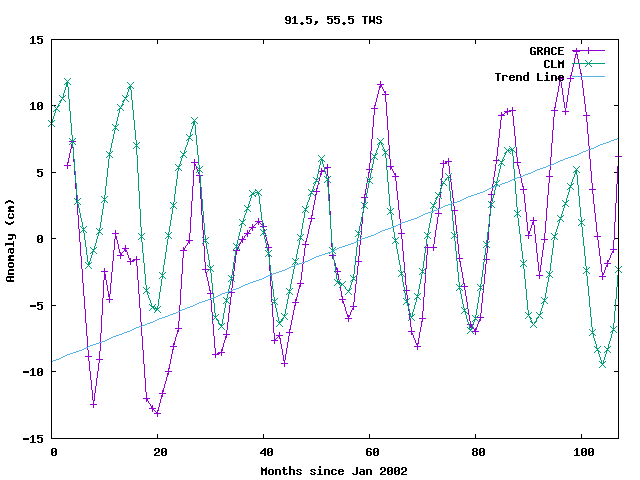 91.5, 55.5 TWS
GRACE
CLM
Trend Line
15
10
5
0
-5
-10
-15
Anomaly (cm)
0 20 40 60 80 100
Months since Jan 2002